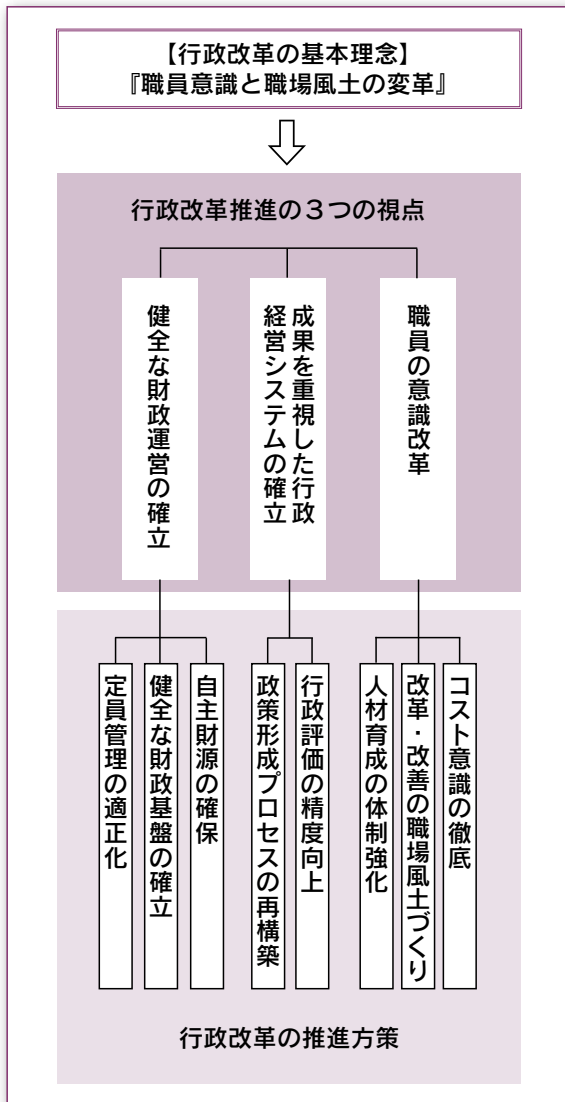 【行政改革の基本理念】
『職員意識と職場風土の変革』
行政改革推進の３つの視点
職員の意識改革
成果を重視した行政
経営システムの確立
健全な財政運営の確立
コスト意識の徹底
改革・改善の職場風土づくり
人材育成の体制強化
行政評価の精度向上
政策形成プロセスの再構築
自主財源の確保
健全な財政基盤の確立
定員管理の適正化
行政改革の推進方策